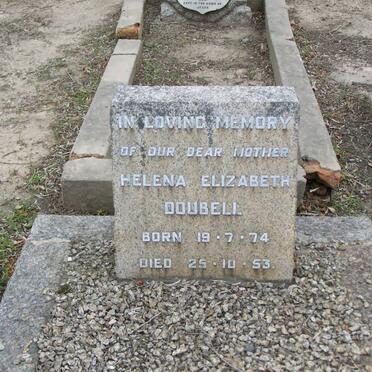 IN LOVING MEMORY
OF OUR DEAR MOTHER
HELENA ELIZABETH
DOUBELL
BORN 19·7·74
DIED 25·10·53.